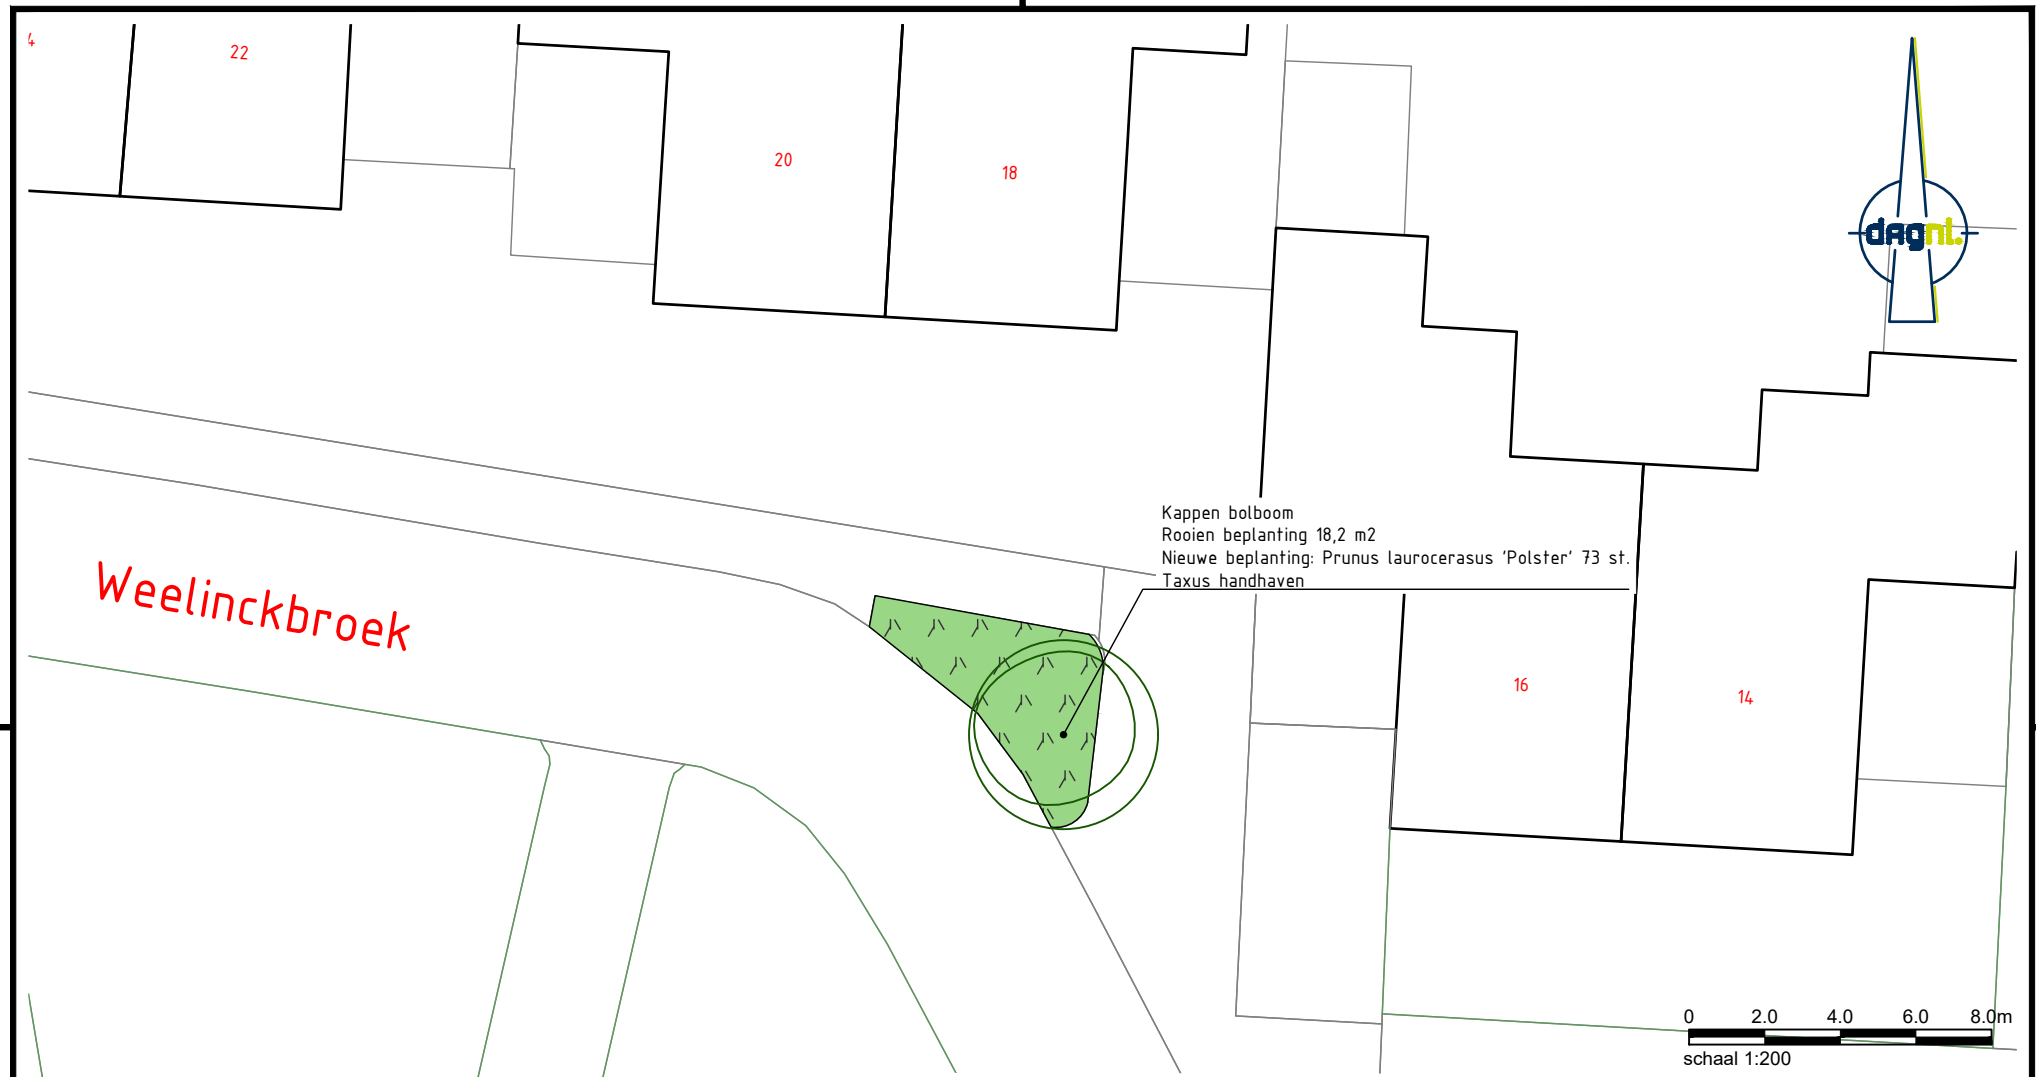 4
22
20
18
dagnl.
Kappen bolboom
Rooien beplanting 18,2 m2
Nieuwe beplanting: Prunus laurocerasus 'Polster' 73 st.
Taxus handhaven
Weelinckbroek
16
14
0 2.0 4.0 6.0 8.0m
schaal 1:200